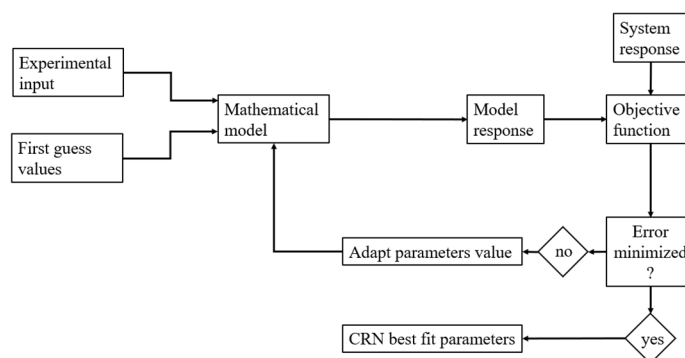 System
response
Experimental
input
Mathematical
model
Model
response
Objective
function
First guess
values
Error
minimized
?
no
Adapt parameters value
yes
CRN best fit parameters